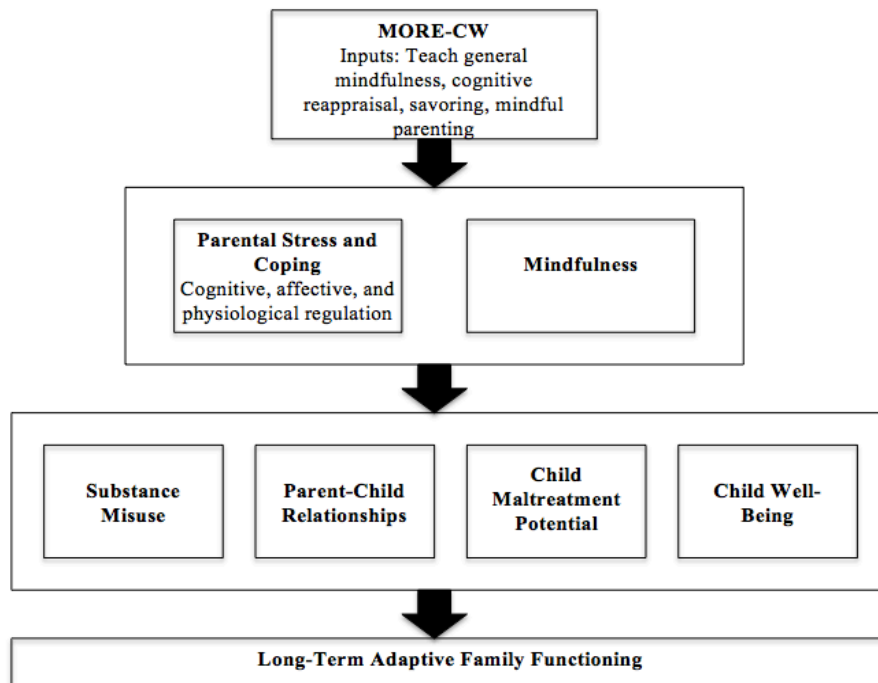 MORE-CW
Inputs: Teach general
mindfulness, cognitive
reappraisal, savoring, mindful
parenting
Parental Stress and
Coping
Cognitive, affective, and
physiological regulation
Mindfulness
Substance
Misuse
Parent-Child
Relationships
Child
Maltreatment
Potential
Child Well-
Being
Long-Term Adaptive Family Functioning